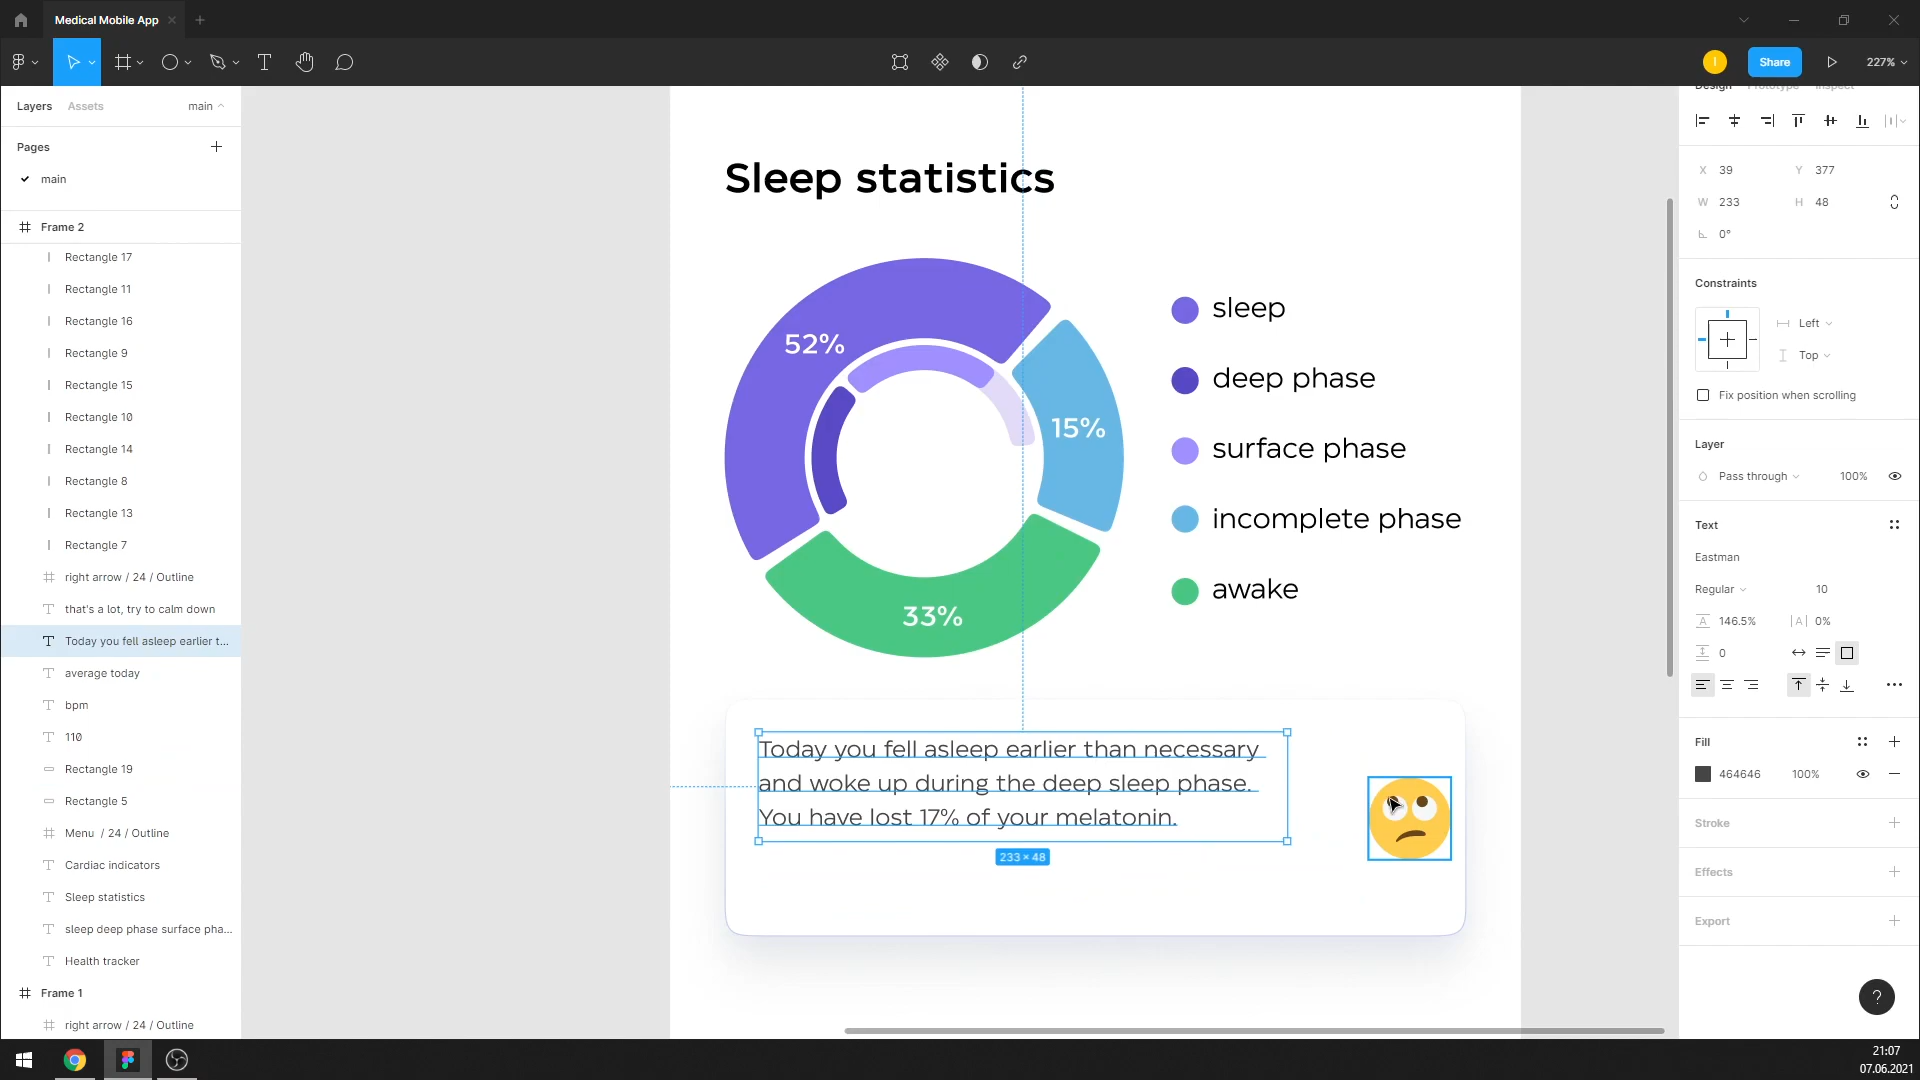 Medical Mobile App
Share
227%
Layers
Assets
main
Pages
main
Frame 2
Rectangle 17
Rectangle 11
Rectangle 16
Rectangle 9
Rectangle 15
Rectangle 10
Rectangle 14
Rectangle 8
Rectangle 13
Rectangle 7
right arrow / 24 / Outline
that's a lot, try to calm down
Today you fell asleep earlier t...
average today
bpm
110
Rectangle 19
Rectangle 5
Menu / 24 / Outline
Cardiac indicators
Sleep statistics
sleep deep phase surface pha...
Health tracker
Frame 1
right arrow / 24 / Outline
Sleep statistics
52%
15%
33%
sleep
deep phase
surface phase
incomplete phase
awake
Today you fell asleep earlier than necessary
and woke up during the deep sleep phase.
You have lost 17% of your melatonin.
233 × 48
Design Prototype Inspect
X 39 Y 377
W 233 H 48
0°
Constraints
Left
Top
Fix position when scrolling
Layer
Pass through 100%
Text
Eastman
Regular 10
146.5% |A| 0%
0
Fill
464646 100%
Stroke
Effects
Export
?
21:07
07.06.2021